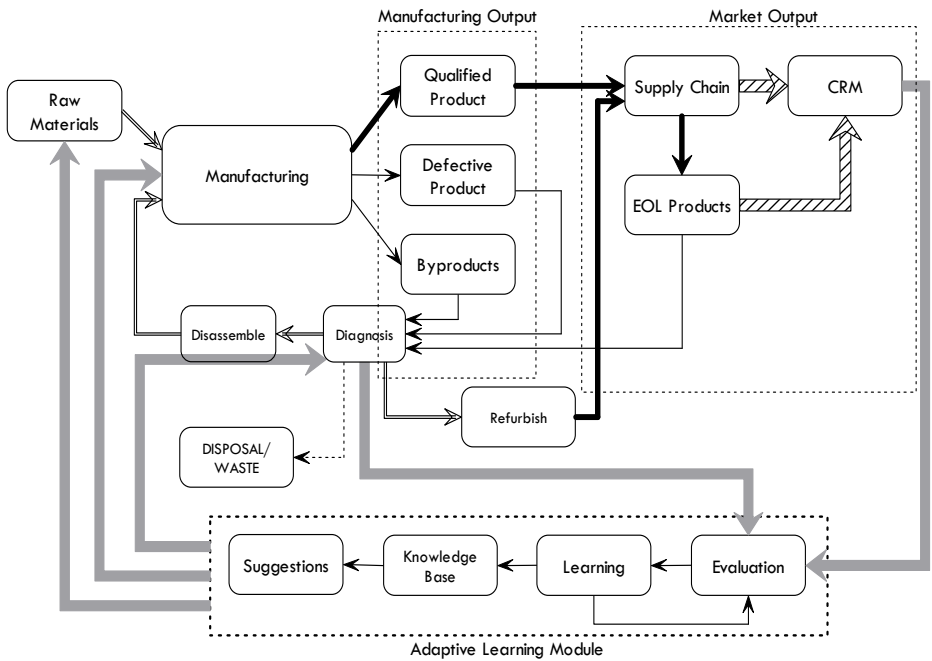 Manufacturing Output
Market Output
Raw
Materials
Manufacturing
Qualified
Product
Supply Chain
CRM
Defective
Product
EOL Products
Byproducts
Disassemble
Diagnosis
Refurbish
DISPOSAL/
WASTE
Suggestions
Knowledge
Base
Learning
Evaluation
Adaptive Learning Module